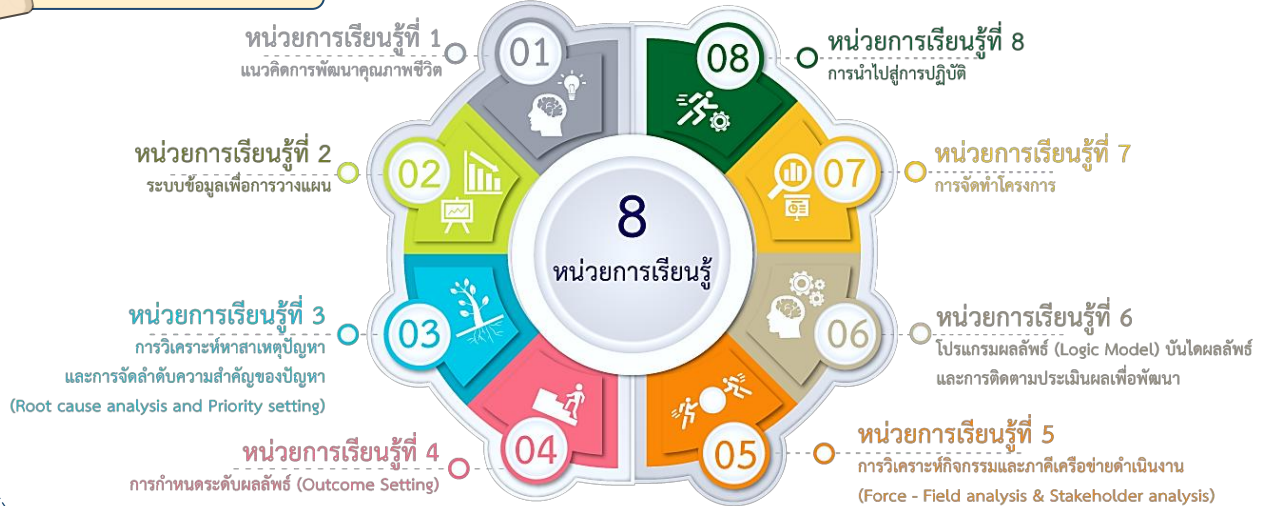 หน่วยการเรียนรู้ที่ 1
แนวคิดการพัฒนาคุณภาพชีวิต
01
หน่วยการเรียนรู้ที่ 2
ระบบข้อมูลเพื่อการวางแผน
02
หน่วยการเรียนรู้ที่ 3
การวิเคราะห์หาสาเหตุปัญหา
และการจัดลำดับความสำคัญของปัญหา
(Root cause analysis and Priority setting)
03
หน่วยการเรียนรู้ที่ 4
การกำหนดระดับผลลัพธ์ (Outcome Setting)
04
8
หน่วยการเรียนรู้
หน่วยการเรียนรู้ที่ 5
การวิเคราะห์กิจกรรมและภาคีเครือข่ายดำเนินงาน
(Force - Field analysis & Stakeholder analysis)
05
หน่วยการเรียนรู้ที่ 6
โปรแกรมผลลัพธ์ (Logic Model) บันไดผลลัพธ์
และการติดตามประเมินผลเพื่อพัฒนา
06
หน่วยการเรียนรู้ที่ 7
การจัดทำโครงการ
07
หน่วยการเรียนรู้ที่ 8
การนำไปสู่การปฏิบัติ
08